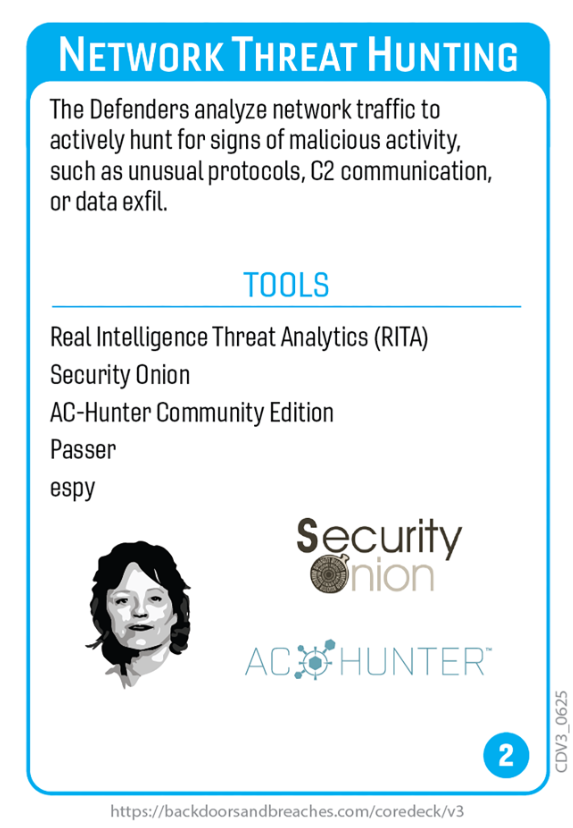 NETWORK THREAT HUNTING
The Defenders analyze network traffic to
actively hunt for signs of malicious activity,
such as unusual protocols, C2 communication,
or data exfil.
TOOLS
Real Intelligence Threat Analytics (RITA)
Security Onion
AC-Hunter Community Edition
Passer
espy
Security
Onion
AC HUNTER™
2
CDV3_0625
https://backdoorsandbreaches.com/coredeck/v3